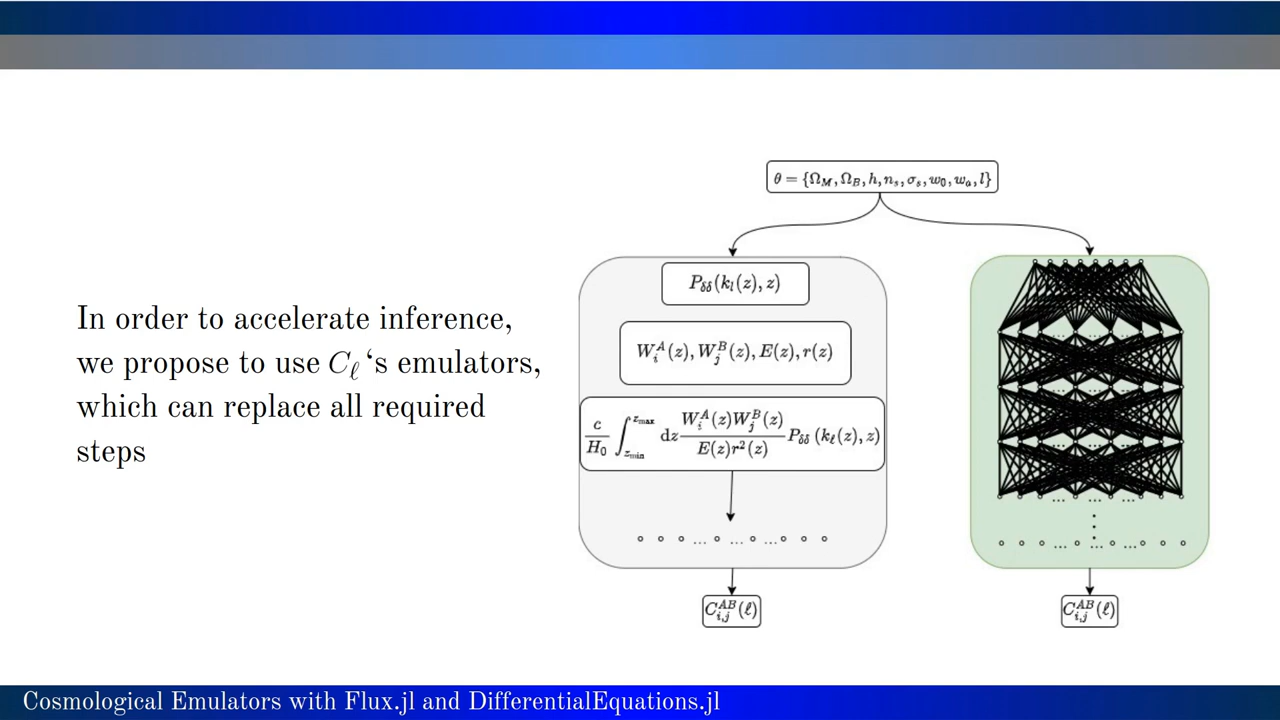 In order to accelerate inference,
we propose to use Cℓ ‘s emulators,
which can replace all required
steps
θ = {Ω_M, Ω_B, h, n_s, σ_s, w_0, w_a, l}
P_δδ(k_l(z), z)
W_i^A(z), W_j^B(z), E(z), r(z)
c/H_0 ∫_{z_min}^{z_max} dz W_i^A(z)W_j^B(z)/E(z)r²(z) P_δδ (k_ℓ(z), z)
C_{i,j}^{AB}(ℓ)
C_{i,j}^{AB}(ℓ)
Cosmological Emulators with Flux.jl and DifferentialEquations.jl